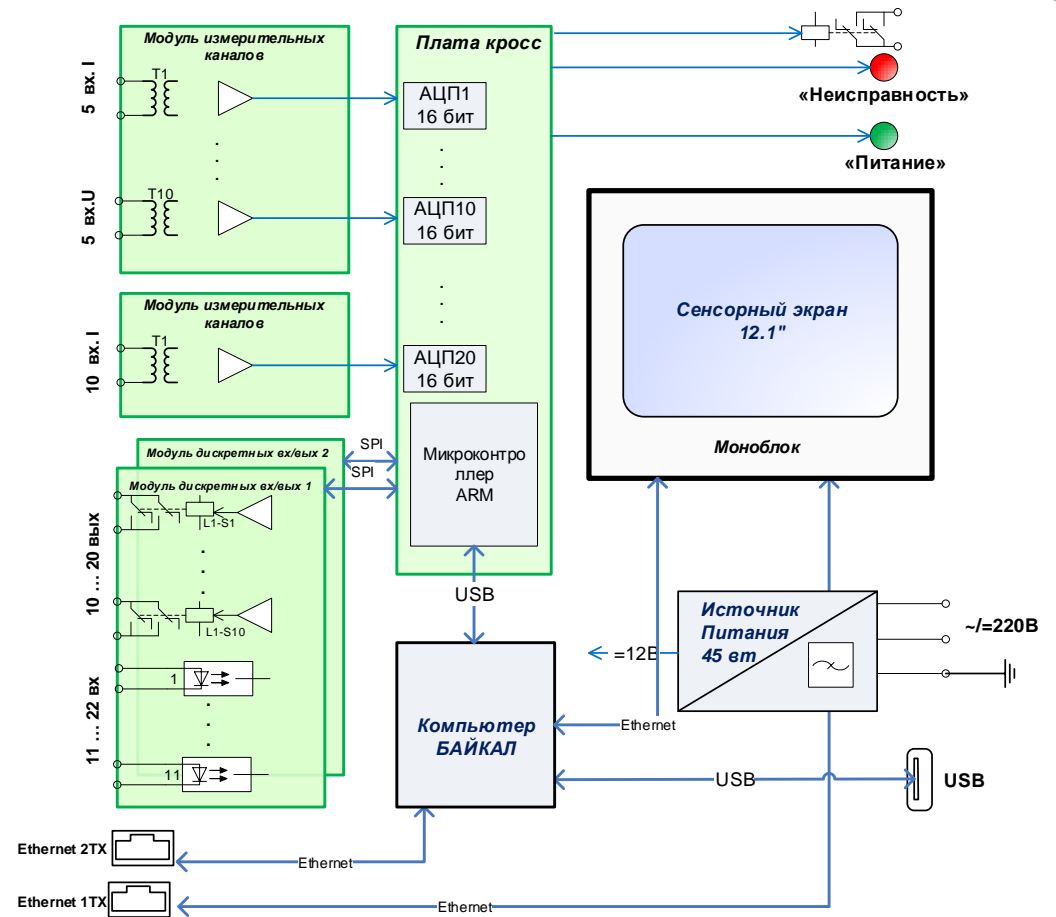 Модуль измерительных
каналов
5 вх. I
T1
5 вх.U
T10
Плата кросс
АЦП1
16 бит
АЦП10
16 бит
АЦП20
16 бит
«Неисправность»
«Питание»
Модуль измерительных
каналов
10 вх. I
T1
Сенсорный экран
12.1"
Моноблок
Микроконтро
ллер
ARM
SPI
SPI
Модуль дискретных вх/вых 2
Модуль дискретных вх/вых 1
10 ... 20 вых
L1-S1
L1-S10
11 ... 22 вх
1
11
USB
Источник
Питания
45 вт
~/=220В
=12В
Компьютер
БАЙКАЛ
Ethernet
USB
USB
Ethernet 2TX
Ethernet
Ethernet 1TX
Ethernet